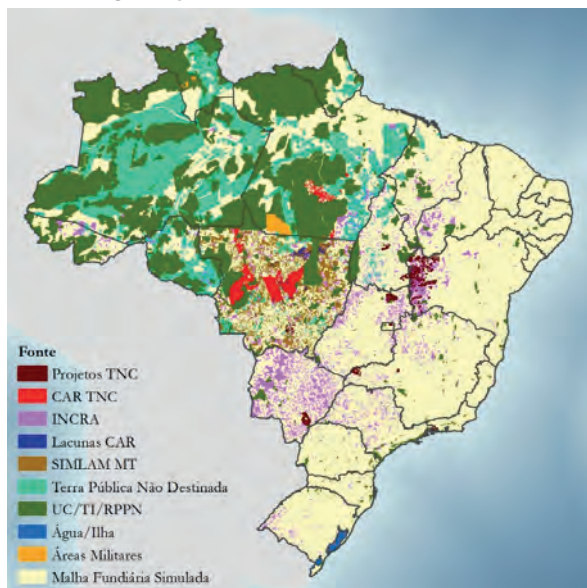 Fonte
Projetos TNC
CAR TNC
INCRA
Lacunas CAR
SIMLAM MT
Terra Pública Não Destinada
UC/TI/RPPN
Água/Ilha
Áreas Militares
Malha Fundiária Simulada